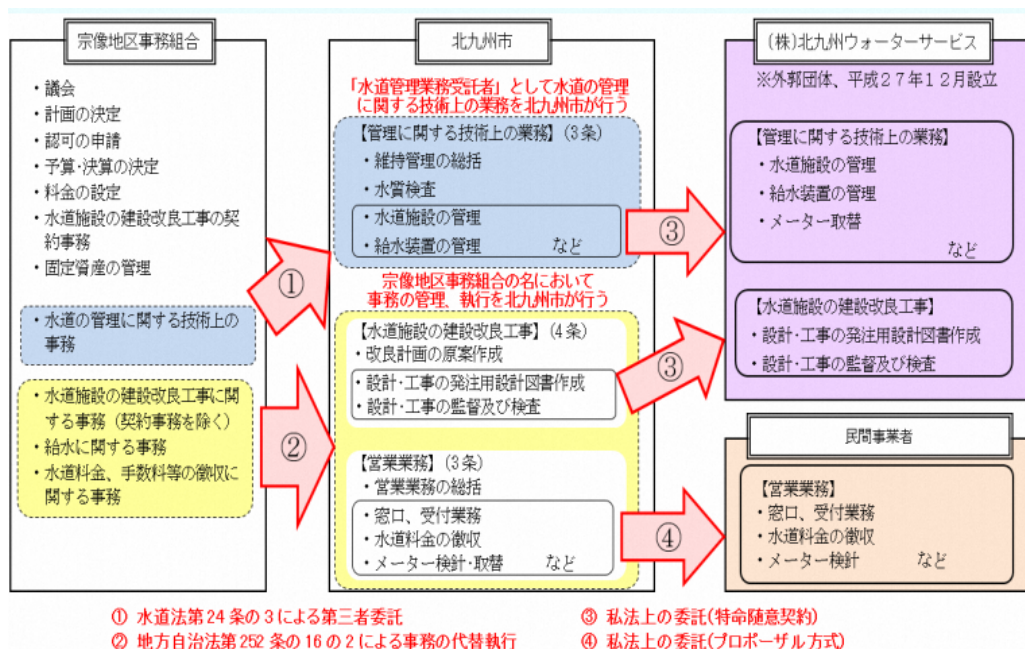 宗像地区事務組合
・議会
・計画の決定
・認可の申請
・予算・決算の決定
・料金の設定
・水道施設の建設改良工事の契
約事務
・固定資産の管理
・水道の管理に関する技術上の
事務
・水道施設の建設改良工事に関
する事務（契約事務を除く）
・給水に関する事務
・水道料金、手数料等の徴収に
関する事務
①
②
北九州市
「水道管理業務受託者」として水道の管理
に関する技術上の業務を北九州市が行う
【管理に関する技術上の業務】(3条)
・維持管理の総括
・水質検査
・水道施設の管理
・給水装置の管理 など
宗像地区事務組合の名において
事務の管理、執行を北九州市が行う
【水道施設の建設改良工事】(4条)
・改良計画の原案作成
・設計・工事の発注用設計図書作成
・設計・工事の監督及び検査
【営業業務】(3条)
・営業業務の総括
・窓口、受付業務
・水道料金の徴収
・メーター検針・取替 など
③
③
④
(株)北九州ウォーターサービス
※外郭団体、平成27年12月設立
【管理に関する技術上の業務】
・水道施設の管理
・給水装置の管理
・メーター取替
など
【水道施設の建設改良工事】
・設計・工事の発注用設計図書作成
・設計・工事の監督及び検査
民間事業者
【営業業務】
・窓口、受付業務
・水道料金の徴収
・メーター検針 など
① 水道法第24条の3による第三者委託
② 地方自治法第252条の16の2による事務の代替執行
③ 私法上の委託(特命随意契約)
④ 私法上の委託(プロポーザル方式)